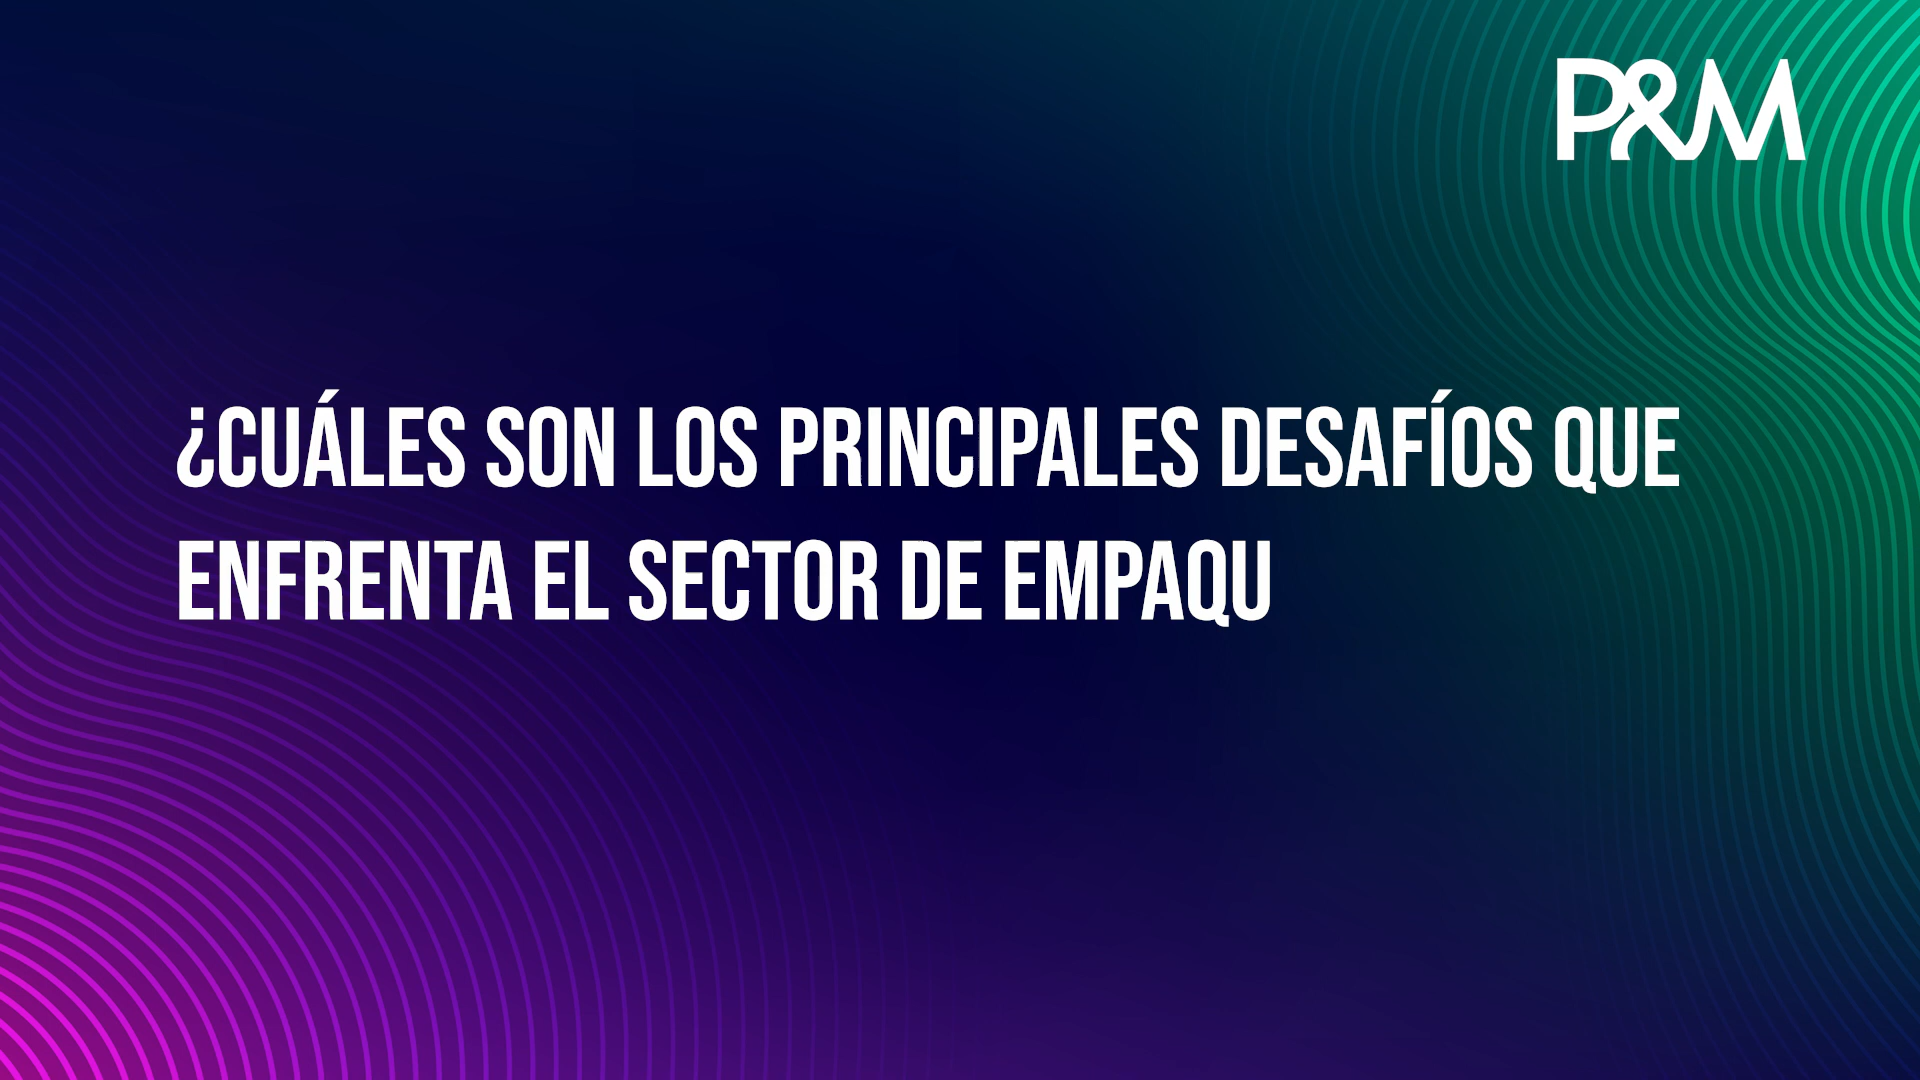 P&M
¿CUÁLES SON LOS PRINCIPALES DESAFÍOS QUE
ENFRENTA EL SECTOR DE EMPAQU